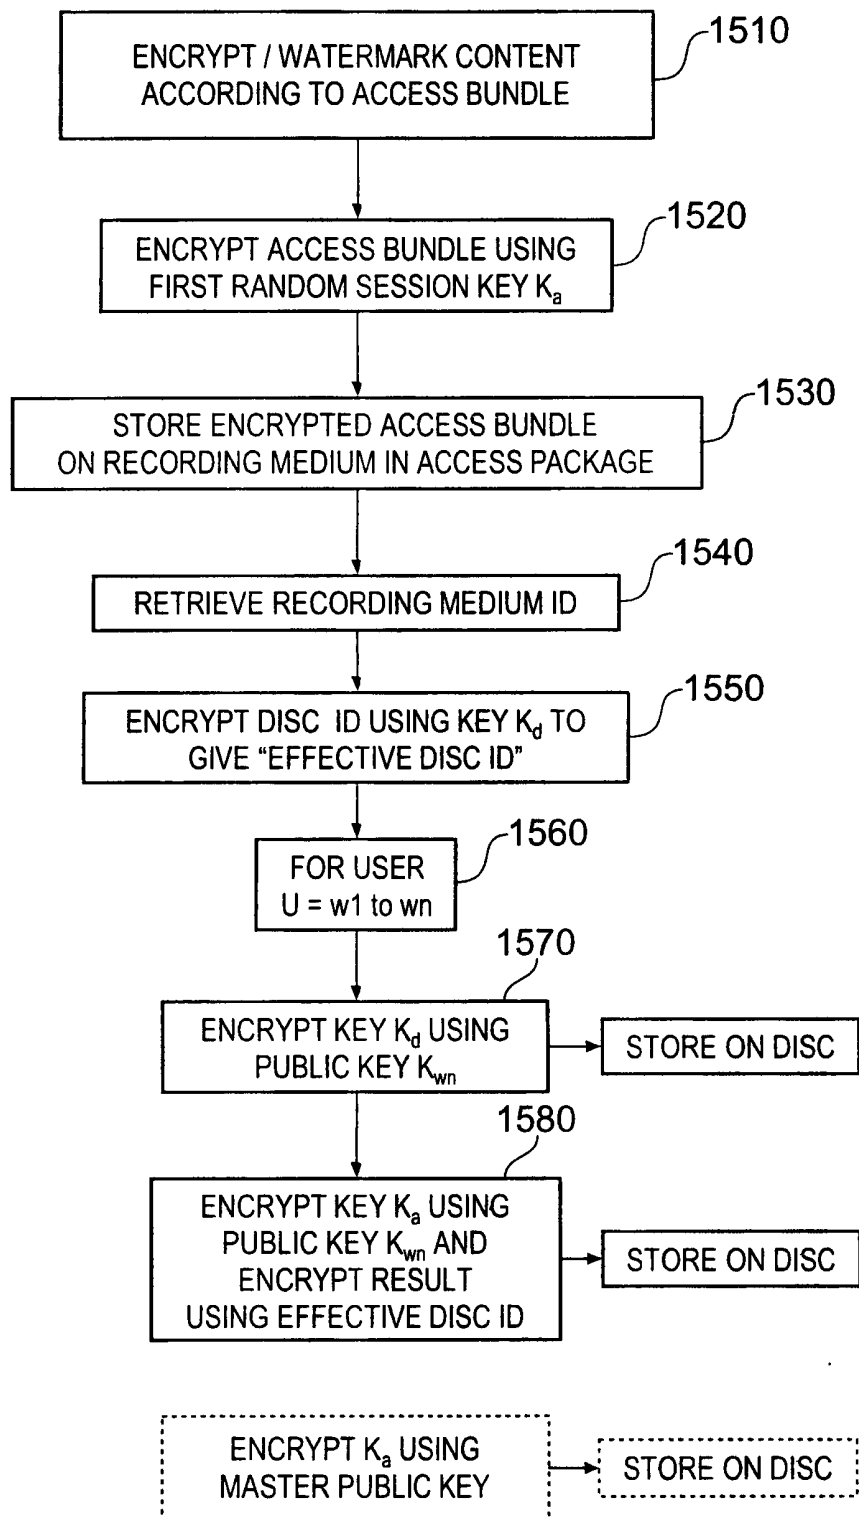 1510
ENCRYPT / WATERMARK CONTENT
ACCORDING TO ACCESS BUNDLE
1520
ENCRYPT ACCESS BUNDLE USING
FIRST RANDOM SESSION KEY Ka
1530
STORE ENCRYPTED ACCESS BUNDLE
ON RECORDING MEDIUM IN ACCESS PACKAGE
1540
RETRIEVE RECORDING MEDIUM ID
1550
ENCRYPT DISC ID USING KEY Kd TO
GIVE “EFFECTIVE DISC ID”
1560
FOR USER
U = w1 to wn
1570
ENCRYPT KEY Kd USING
PUBLIC KEY Kwn
STORE ON DISC
1580
ENCRYPT KEY Ka USING
PUBLIC KEY Kwn AND
ENCRYPT RESULT
USING EFFECTIVE DISC ID
STORE ON DISC
ENCRYPT Ka USING
MASTER PUBLIC KEY
STORE ON DISC